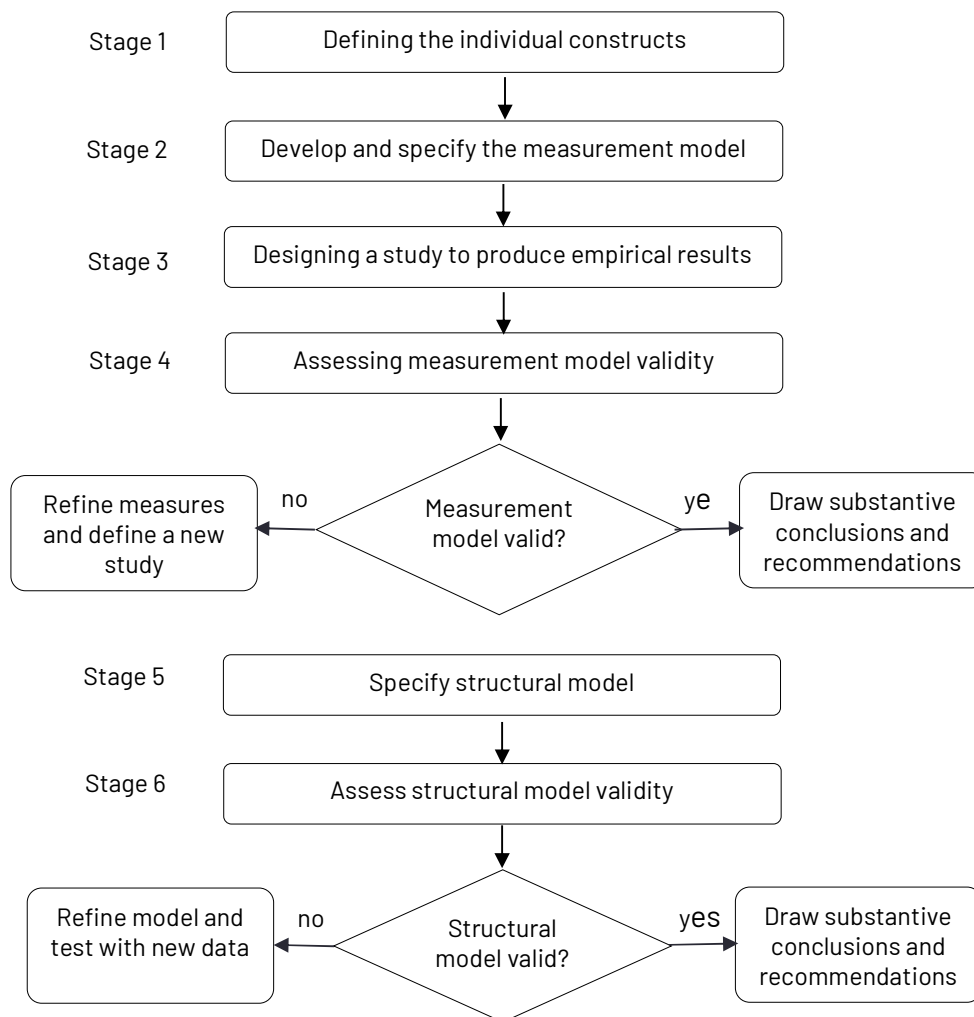 Stage 1
Defining the individual constructs
Stage 2
Develop and specify the measurement model
Stage 3
Designing a study to produce empirical results
Stage 4
Assessing measurement model validity
Refine measures
and define a new
study
no
Measurement
model valid?
ye
Draw substantive
conclusions and
recommendations
Stage 5
Specify structural model
Stage 6
Assess structural model validity
Refine model and
test with new data
no
Structural
model valid?
yes
Draw substantive
conclusions and
recommendations